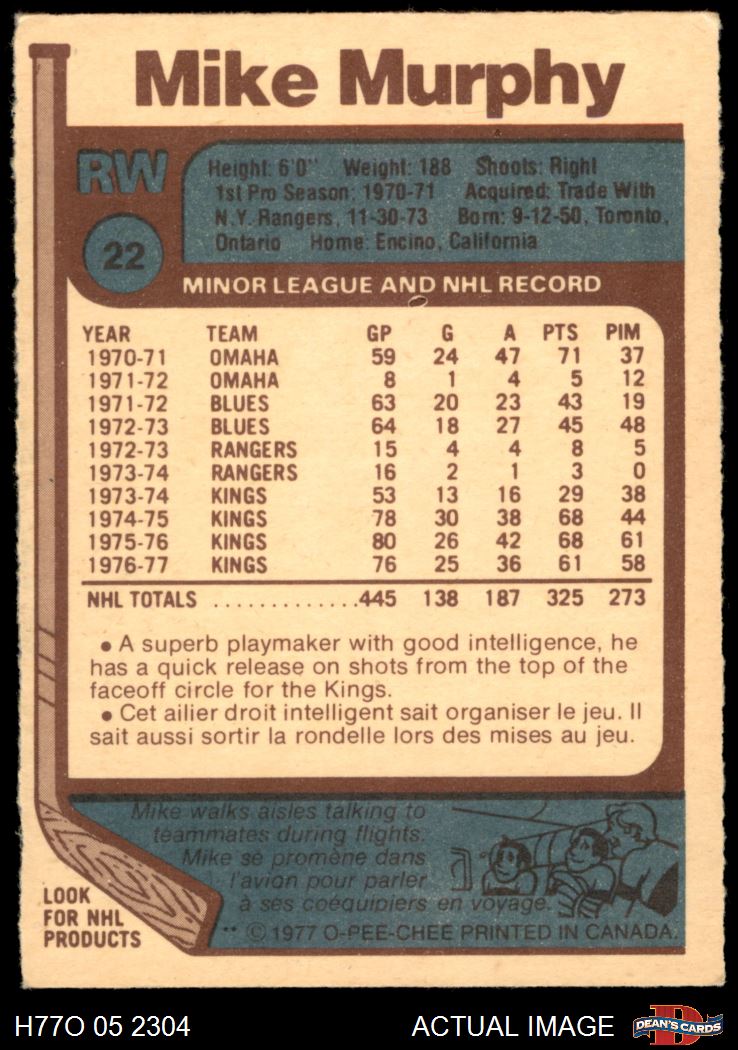 Mike Murphy
RW
22
Height: 6'0" Weight: 188 Shoots: Right
1st Pro Season: 1970-71 Acquired: Trade With
N.Y. Rangers, 11-30-73 Born: 9-12-50, Toronto,
Ontario Home: Encino, California
MINOR LEAGUE AND NHL RECORD
YEAR TEAM GP G A PTS PIM
1970-71 OMAHA 59 24 47 71 37
1971-72 OMAHA 8 1 4 5 12
1971-72 BLUES 63 20 23 43 19
1972-73 BLUES 64 18 27 45 48
1972-73 RANGERS 15 4 4 8 5
1973-74 RANGERS 16 2 1 3 0
1973-74 KINGS 53 13 16 29 38
1974-75 KINGS 78 30 38 68 44
1975-76 KINGS 80 26 42 68 61
1976-77 KINGS 76 25 36 61 58
NHL TOTALS .............445 138 187 325 273
• A superb playmaker with good intelligence, he
has a quick release on shots from the top of the
faceoff circle for the Kings.
• Cet ailier droit intelligent sait organiser le jeu. Il
sait aussi sortir la rondelle lors des mises au jeu.
Mike walks aisles talking to
teammates during flights.
Mike se promène dans
l'avion pour parler
à ses coéquipiers en voyage.
LOOK
FOR NHL
PRODUCTS
** © 1977 O-PEE-CHEE PRINTED IN CANADA.
H77O 05 2304 ACTUAL IMAGE DEAN'S CARDS